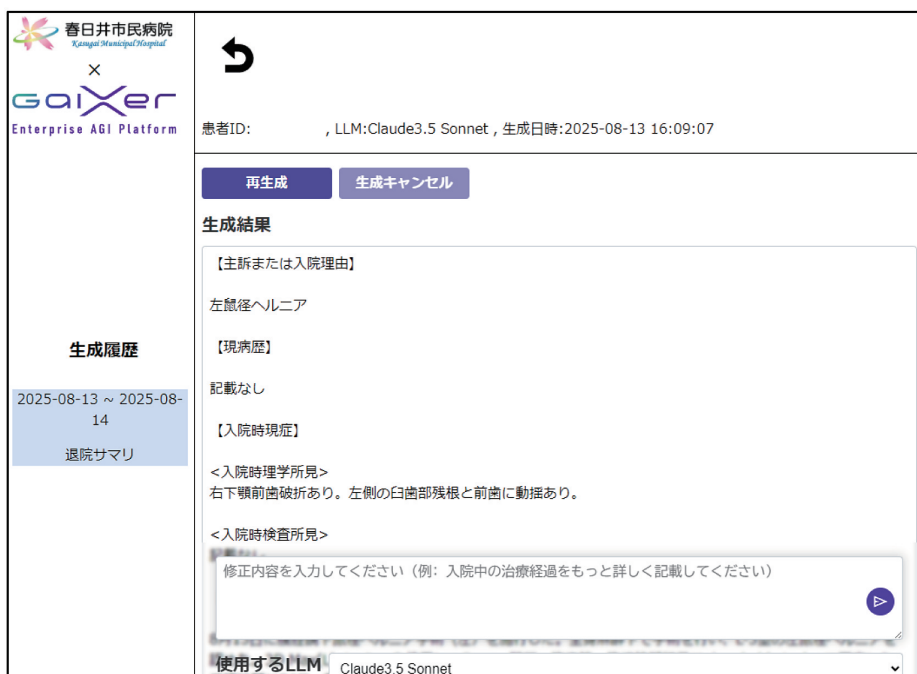 春日井市民病院
Kasugai Municipal Hospital
×
GaiXer
Enterprise AGI Platform
患者ID: , LLM:Claude3.5 Sonnet , 生成日時:2025-08-13 16:09:07
再生成
生成キャンセル
生成結果
【主訴または入院理由】
左鼠径ヘルニア
【現病歴】
記載なし
【入院時現症】
<入院時理学所見>
右下顎前歯破折あり。左側の臼歯部残根と前歯に動揺あり。
<入院時検査所見>
修正内容を入力してください（例: 入院中の治療経過をもっと詳しく記載してください）
使用するLLM
Claude3.5 Sonnet
生成履歴
2025-08-13 ~ 2025-08-
14
退院サマリ